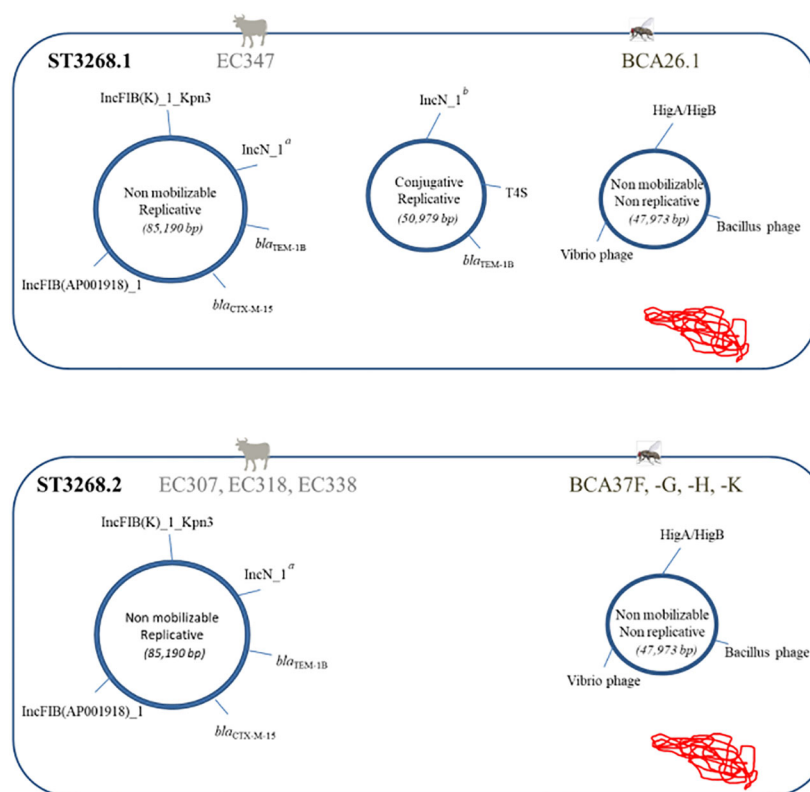 ST3268.1
EC347
BCA26.1
IncFIB(K)_1_Kpn3
IncN_1a
Non mobilizable
Replicative
(85,190 bp)
blaTEM-1B
blaCTX-M-15
IncFIB(AP001918)_1
IncN_1b
Conjugative
Replicative
(50,979 bp)
T4S
blaTEM-1B
HigA/HigB
Non mobilizable
Non replicative
(47,973 bp)
Bacillus phage
Vibrio phage
ST3268.2
EC307, EC318, EC338
BCA37F, -G, -H, -K
IncFIB(K)_1_Kpn3
IncN_1a
Non mobilizable
Replicative
(85,190 bp)
blaTEM-1B
blaCTX-M-15
IncFIB(AP001918)_1
HigA/HigB
Non mobilizable
Non replicative
(47,973 bp)
Bacillus phage
Vibrio phage